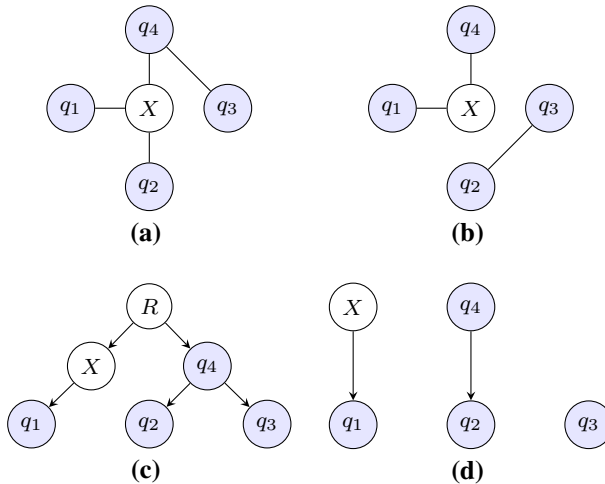 q4 q4
q1 X q3 q1 X q3
q2 q2
(a) (b)
R X q4
X q4
q1 q2 q3 q1 q2 q3
(c) (d)